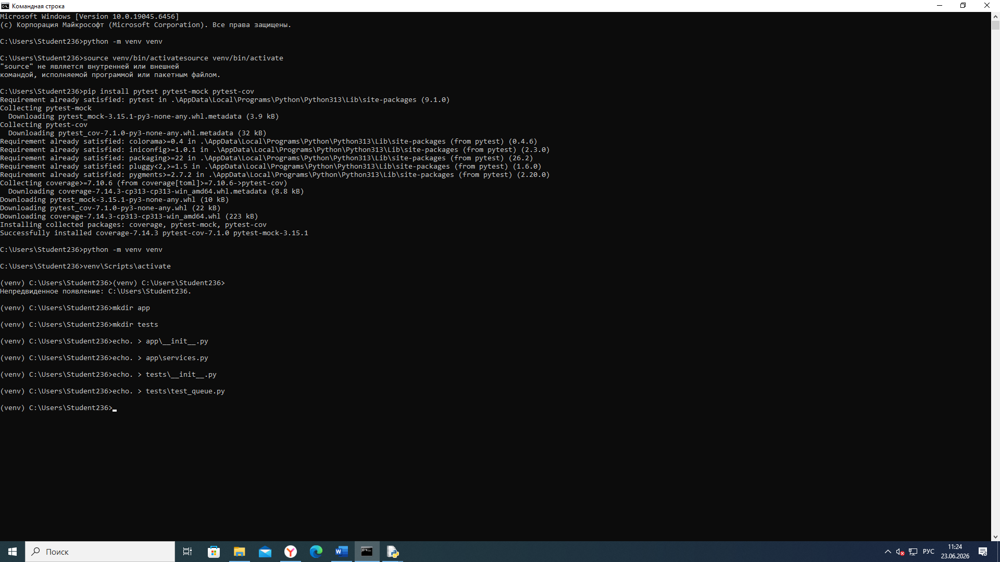 Командная строка
Microsoft Windows [Version 10.0.19045.6456]
(c) Корпорация Майкрософт (Microsoft Corporation). Все права защищены.
C:\Users\Student236>python -m venv venv
C:\Users\Student236>source venv/bin/activatesource venv/bin/activate
"source" не является внутренней или внешней
командой, исполняемой программой или пакетным файлом.
C:\Users\Student236>pip install pytest pytest-mock pytest-cov
Requirement already satisfied: pytest in .\AppData\Local\Programs\Python\Python313\Lib\site-packages (9.1.0)
Collecting pytest-mock
  Downloading pytest_mock-3.15.1-py3-none-any.whl.metadata (3.9 kB)
Collecting pytest-cov
  Downloading pytest_cov-7.1.0-py3-none-any.whl.metadata (32 kB)
Requirement already satisfied: colorama>=0.4 in .\AppData\Local\Programs\Python\Python313\Lib\site-packages (from pytest) (0.4.6)
Requirement already satisfied: iniconfig>=1.0.1 in .\AppData\Local\Programs\Python\Python313\Lib\site-packages (from pytest) (2.3.0)
Requirement already satisfied: packaging>=22 in .\AppData\Local\Programs\Python\Python313\Lib\site-packages (from pytest) (26.2)
Requirement already satisfied: pluggy<2,>=1.5 in .\AppData\Local\Programs\Python\Python313\Lib\site-packages (from pytest) (1.6.0)
Requirement already satisfied: pygments>=2.7.2 in .\AppData\Local\Programs\Python\Python313\Lib\site-packages (from pytest) (2.20.0)
Collecting coverage>=7.10.6 (from coverage[toml]>=7.10.6->pytest-cov)
  Downloading coverage-7.14.3-cp313-cp313-win_amd64.whl.metadata (8.8 kB)
Downloading pytest_mock-3.15.1-py3-none-any.whl (10 kB)
Downloading pytest_cov-7.1.0-py3-none-any.whl (22 kB)
Downloading coverage-7.14.3-cp313-cp313-win_amd64.whl (223 kB)
Installing collected packages: coverage, pytest-mock, pytest-cov
Successfully installed coverage-7.14.3 pytest-cov-7.1.0 pytest-mock-3.15.1
C:\Users\Student236>python -m venv venv
C:\Users\Student236>venv\Scripts\activate
(venv) C:\Users\Student236>(venv) C:\Users\Student236>
Непредвиденное появление: C:\Users\Student236.
(venv) C:\Users\Student236>mkdir app
(venv) C:\Users\Student236>mkdir tests
(venv) C:\Users\Student236>echo. > app\__init__.py
(venv) C:\Users\Student236>echo. > app\services.py
(venv) C:\Users\Student236>echo. > tests\__init__.py
(venv) C:\Users\Student236>echo. > tests\test_queue.py
(venv) C:\Users\Student236>
Поиск
РУС
11:24
23.06.2026